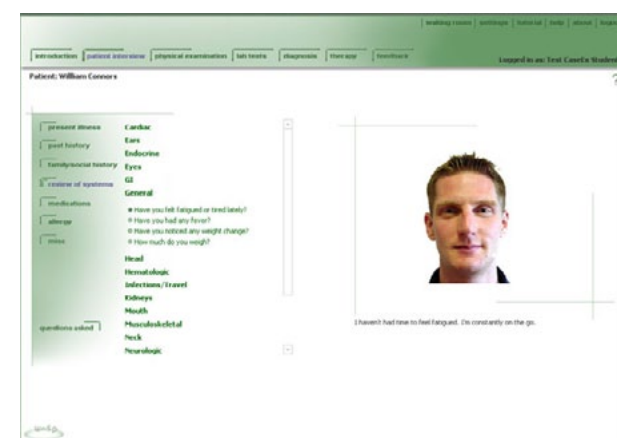 | waiting room | settings | tutorial | help | about | logout
introduction patient interview physical examination lab tests diagnosis therapy feedback
Logged in as: Test CaseEx Student
Patient: William Connors
?
present illness
past history
family/social history
review of systems
medications
allergy
misc
questions asked
Cardiac
Ears
Endocrine
Eyes
GI
General
Have you felt fatigued or tired lately?
Have you had any fever?
Have you noticed any weight change?
How much do you weigh?
Head
Hematologic
Infections/Travel
Kidneys
Mouth
Musculoskeletal
Neck
Neurologic
I haven't had time to feel fatigued. I'm constantly on the go.